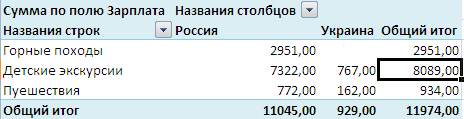 Сумма по полю Зарплата Названия столбцов
Названия строк Россия Украина Общий итог
Горные походы 2951,00 2951,00
Детские экскурсии 7322,00 767,00 8089,00
Пуешествия 772,00 162,00 934,00
Общий итог 11045,00 929,00 11974,00